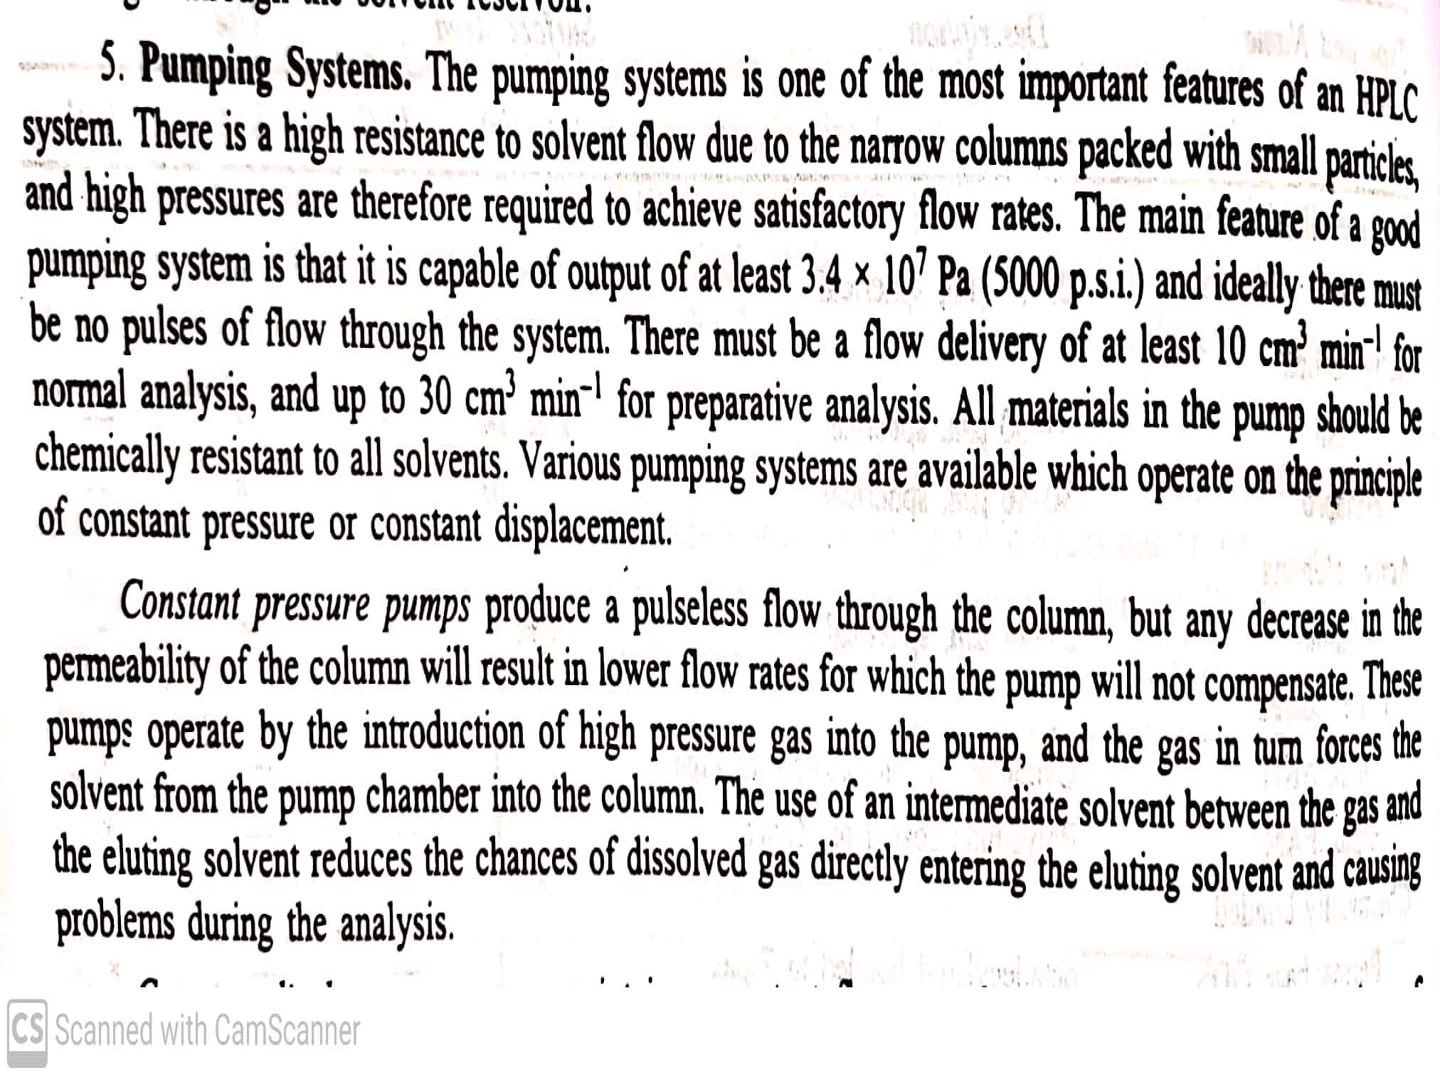 5. Pumping Systems. The pumping systems is one of the most important features of an HPLC
system. There is a high resistance to solvent flow due to the narrow columns packed with small particles,
and high pressures are therefore required to achieve satisfactory flow rates. The main feature of a good
pumping system is that it is capable of output of at least 3.4 × 10⁷ Pa (5000 p.s.i.) and ideally there must
be no pulses of flow through the system. There must be a flow delivery of at least 10 cm³ min⁻¹ for
normal analysis, and up to 30 cm³ min⁻¹ for preparative analysis. All materials in the pump should be
chemically resistant to all solvents. Various pumping systems are available which operate on the principle
of constant pressure or constant displacement.
Constant pressure pumps produce a pulseless flow through the column, but any decrease in the
permeability of the column will result in lower flow rates for which the pump will not compensate. These
pumps operate by the introduction of high pressure gas into the pump, and the gas in turn forces the
solvent from the pump chamber into the column. The use of an intermediate solvent between the gas and
the eluting solvent reduces the chances of dissolved gas directly entering the eluting solvent and causing
problems during the analysis.
CS Scanned with CamScanner